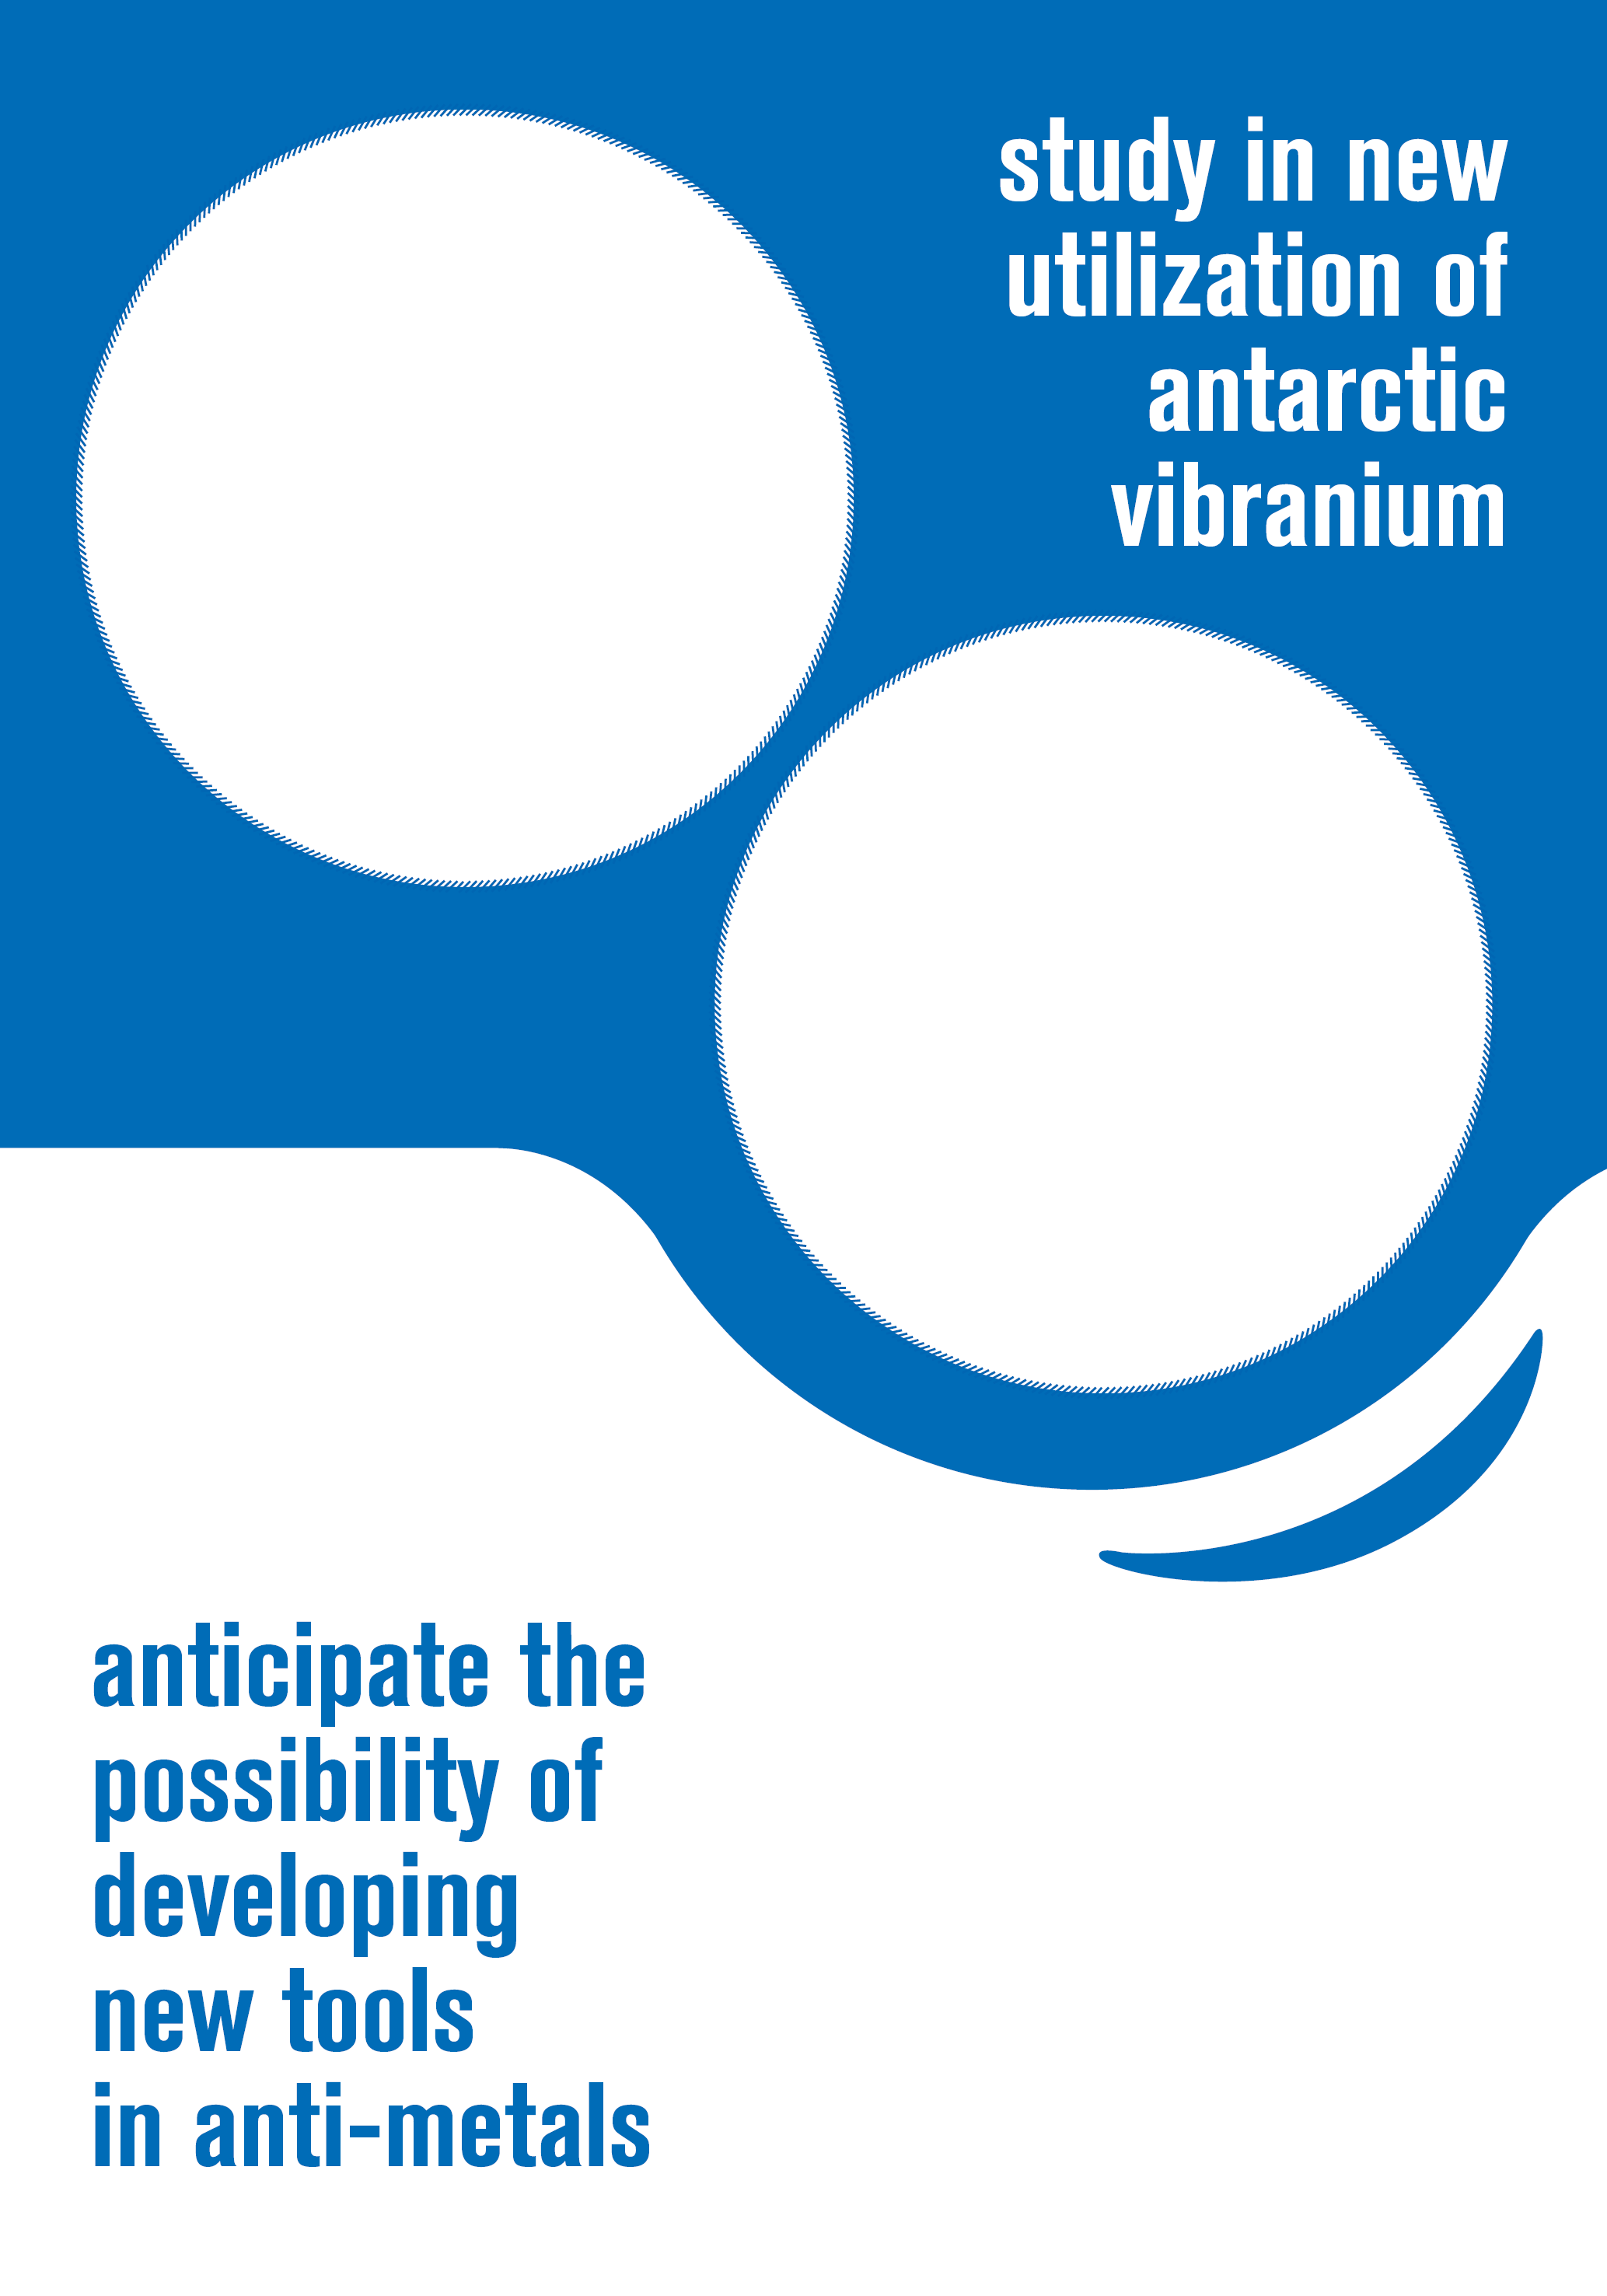 study in new
utilization of
antarctic
vibranium
anticipate the
possibility of
developing
new tools
in anti-metals